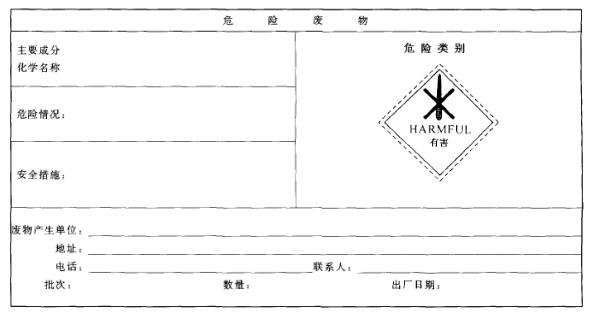 危险废物
主要成分
化学名称
危险类别
HARMFUL
有害
危险情况：
安全措施：
废物产生单位：
地址：
电话： 联系人：
批次： 数量： 出厂日期：